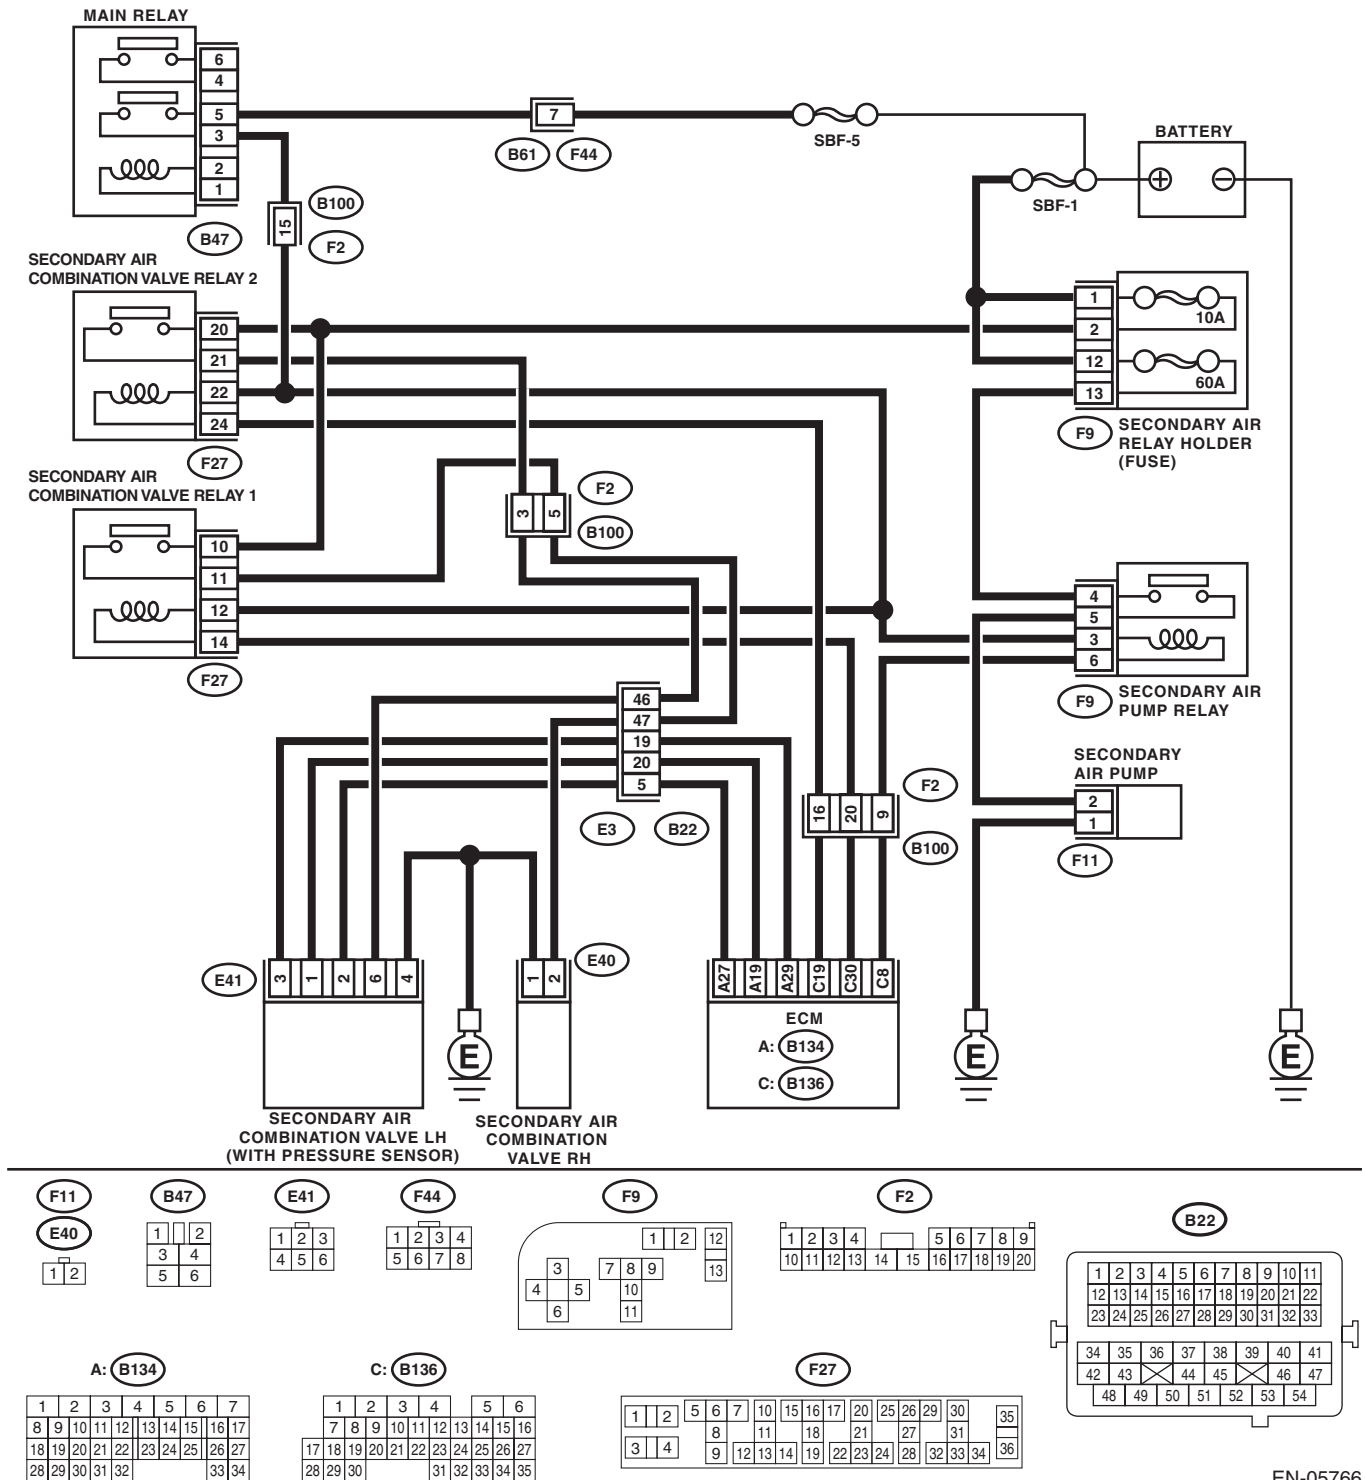 MAIN RELAY
6
4
5
3
2
1
B47
7
B61 F44
SBF-5
SBF-1
BATTERY
+ −
15
B100
F2
SECONDARY AIR
COMBINATION VALVE RELAY 2
20
21
22
24
F27
SECONDARY AIR
COMBINATION VALVE RELAY 1
10
11
12
14
F27
1
2
12
13
10A
60A
F9
SECONDARY AIR
RELAY HOLDER
(FUSE)
3 5
F2
B100
4
5
3
6
F9
SECONDARY AIR
PUMP RELAY
SECONDARY
AIR PUMP
2
1
F11
46
47
19
20
5
E3 B22
16 20 9
F2
B100
E41
3 1 2 6 4
1 2
E40
A27 A19 A29 C19 C30 C8
ECM
A: B134
C: B136
E
E
E
SECONDARY AIR
COMBINATION VALVE LH
(WITH PRESSURE SENSOR)
SECONDARY AIR
COMBINATION
VALVE RH
F11
E40
1 2
B47
1 2
3 4
5 6
E41
1 2 3
4 5 6
F44
1 2 3 4
5 6 7 8
F9
1 2 12
3 7 8 9 13
4 5 10
6 11
F2
1 2 3 4 5 6 7 8 9
10 11 12 13 14 15 16 17 18 19 20
B22
1 2 3 4 5 6 7 8 9 10 11
12 13 14 15 16 17 18 19 20 21 22
23 24 25 26 27 28 29 30 31 32 33
34 35 36 37 38 39 40 41
42 43 44 45 46 47
48 49 50 51 52 53 54
A: B134
1 2 3 4 5 6 7
8 9 10 11 12 13 14 15 16 17
18 19 20 21 22 23 24 25 26 27
28 29 30 31 32 33 34
C: B136
1 2 3 4 5 6
7 8 9 10 11 12 13 14 15 16
17 18 19 20 21 22 23 24 25 26 27
28 29 30 31 32 33 34 35
F27
1 2 5 6 7 10 15 16 17 20 25 26 29 30 35
8 11 18 21 27 31
3 4 9 12 13 14 19 22 23 24 28 32 33 34 36
EN-05766